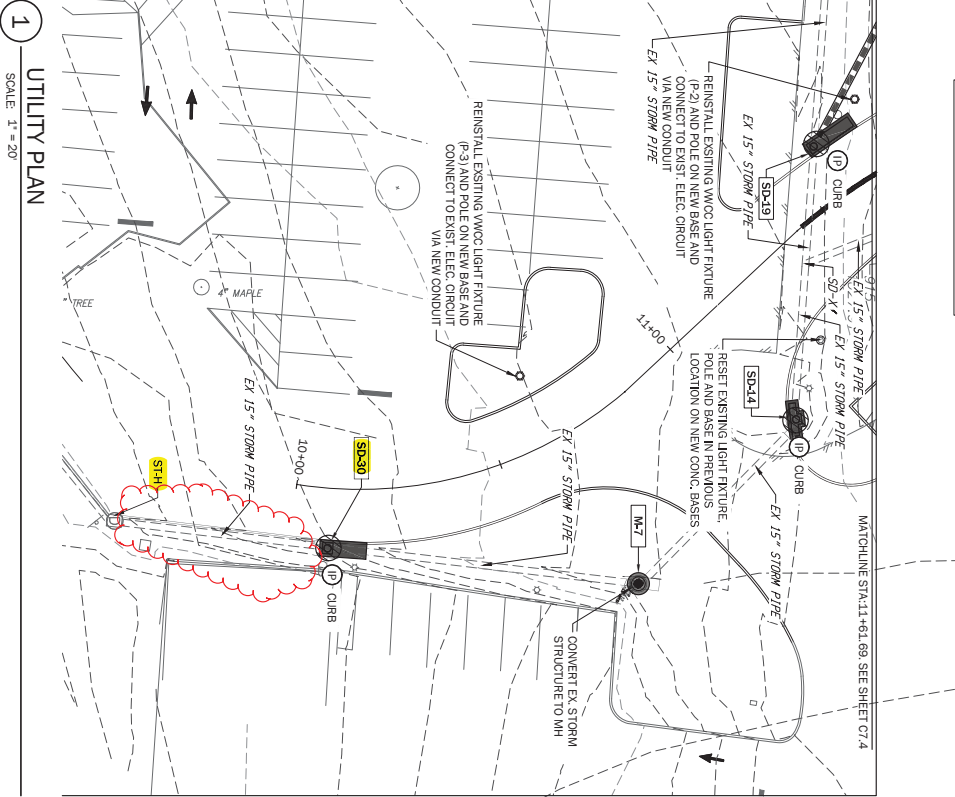 1
UTILITY PLAN
SCALE: 1" = 20'
MATCHLINE STA:11+61.69. SEE SHEET C7.4
915
EX 15" STORM PIPE
IP
CURB
SD-19
EX 15" STORM PIPE
REINSTALL EXSITING VWCC LIGHT FIXTURE
(P-2) AND POLE ON NEW BASE AND
CONNECT TO EXIST. ELEC. CIRCUIT
VIA NEW CONDUIT
EX 15" STORM PIPE
SD-X
EX 15" STORM PIPE
11+00
RESET EXISTING LIGHT FIXTURE,
POLE AND BASE IN PREVIOUS
LOCATION ON NEW CONC. BASES
SD-14
IP
CURB
EX 15" STORM PIPE
REINSTALL EXSITING VWCC LIGHT FIXTURE
(P-3) AND POLE ON NEW BASE AND
CONNECT TO EXIST. ELEC. CIRCUIT
VIA NEW CONDUIT
EX 15" STORM PIPE
M-7
CONVERT EX. STORM
STRUCTURE TO MH
4" MAPLE
" TREE
10+00
SD-30
IP
CURB
EX 15" STORM PIPE
ST-H